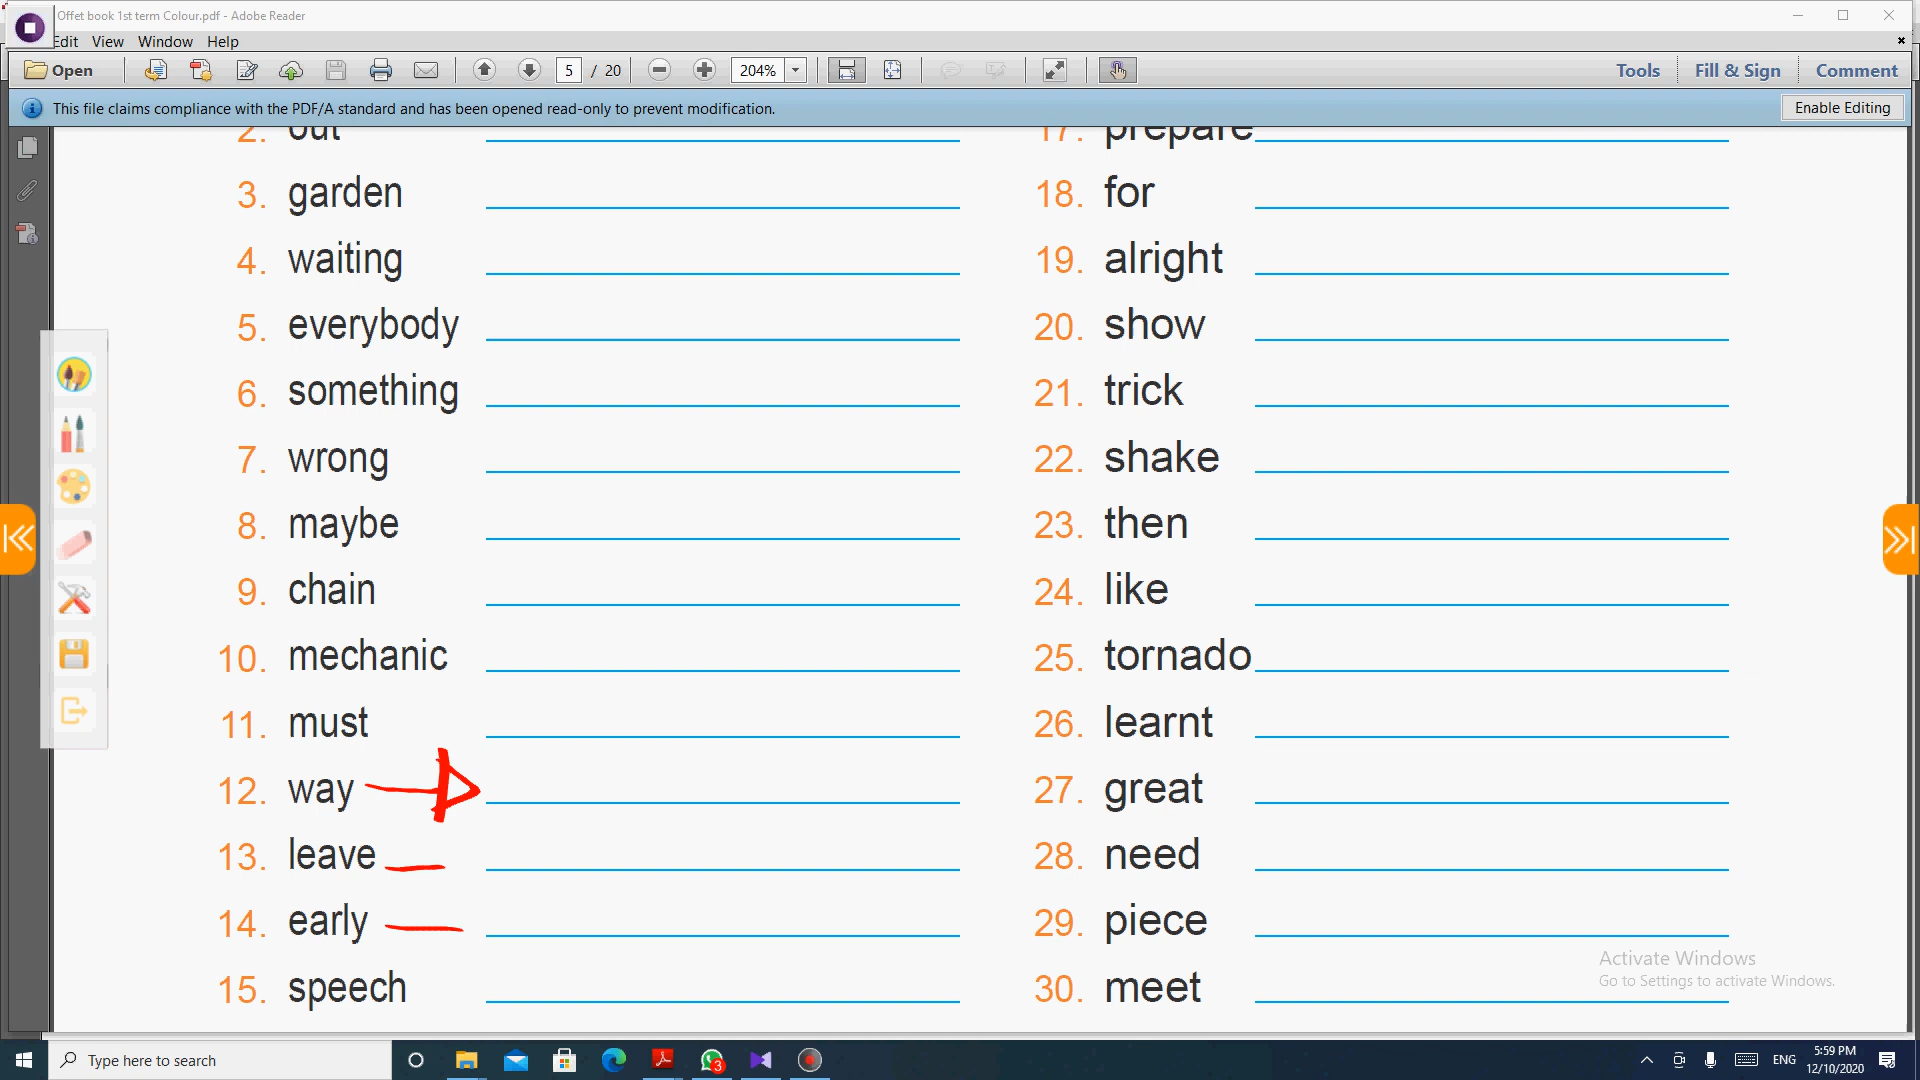 Offet book 1st term Colour.pdf - Adobe Reader
Edit View Window Help
Open 5 / 20 204% Tools Fill & Sign Comment
This file claims compliance with the PDF/A standard and has been opened read-only to prevent modification. Enable Editing
2. out
3. garden
4. waiting
5. everybody
6. something
7. wrong
8. maybe
9. chain
10. mechanic
11. must
12. way
13. leave
14. early
15. speech
17. prepare
18. for
19. alright
20. show
21. trick
22. shake
23. then
24. like
25. tornado
26. learnt
27. great
28. need
29. piece
30. meet
Activate Windows
Go to Settings to activate Windows.
Type here to search
3
ENG
5:59 PM
12/10/2020